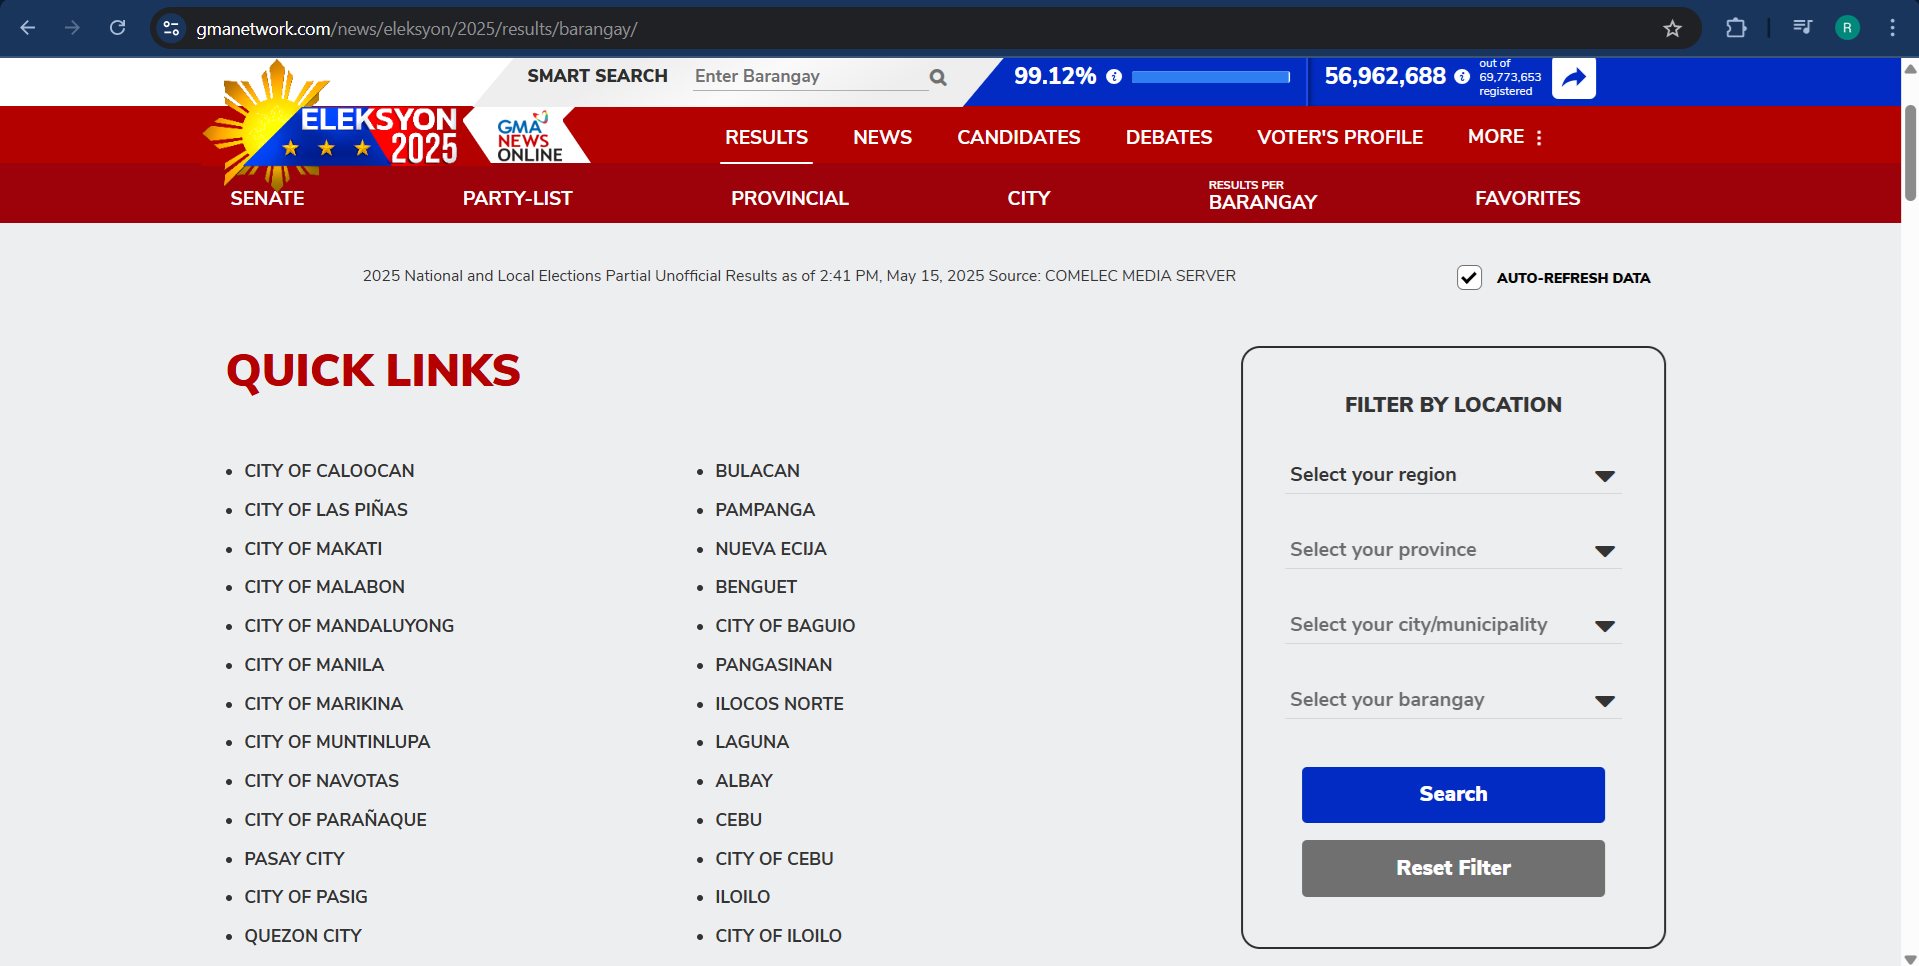 gmanetwork.com/news/eleksyon/2025/results/barangay/
R
SMART SEARCH
Enter Barangay
99.12%
56,962,688
out of
69,773,653
registered
ELEKSYON
2025
GMA
NEWS
ONLINE
RESULTS
NEWS
CANDIDATES
DEBATES
VOTER'S PROFILE
MORE
SENATE
PARTY-LIST
PROVINCIAL
CITY
RESULTS PER
BARANGAY
FAVORITES
2025 National and Local Elections Partial Unofficial Results as of 2:41 PM, May 15, 2025 Source: COMELEC MEDIA SERVER
AUTO-REFRESH DATA
QUICK LINKS
CITY OF CALOOCAN
CITY OF LAS PIÑAS
CITY OF MAKATI
CITY OF MALABON
CITY OF MANDALUYONG
CITY OF MANILA
CITY OF MARIKINA
CITY OF MUNTINLUPA
CITY OF NAVOTAS
CITY OF PARAÑAQUE
PASAY CITY
CITY OF PASIG
QUEZON CITY
BULACAN
PAMPANGA
NUEVA ECIJA
BENGUET
CITY OF BAGUIO
PANGASINAN
ILOCOS NORTE
LAGUNA
ALBAY
CEBU
CITY OF CEBU
ILOILO
CITY OF ILOILO
FILTER BY LOCATION
Select your region
Select your province
Select your city/municipality
Select your barangay
Search
Reset Filter